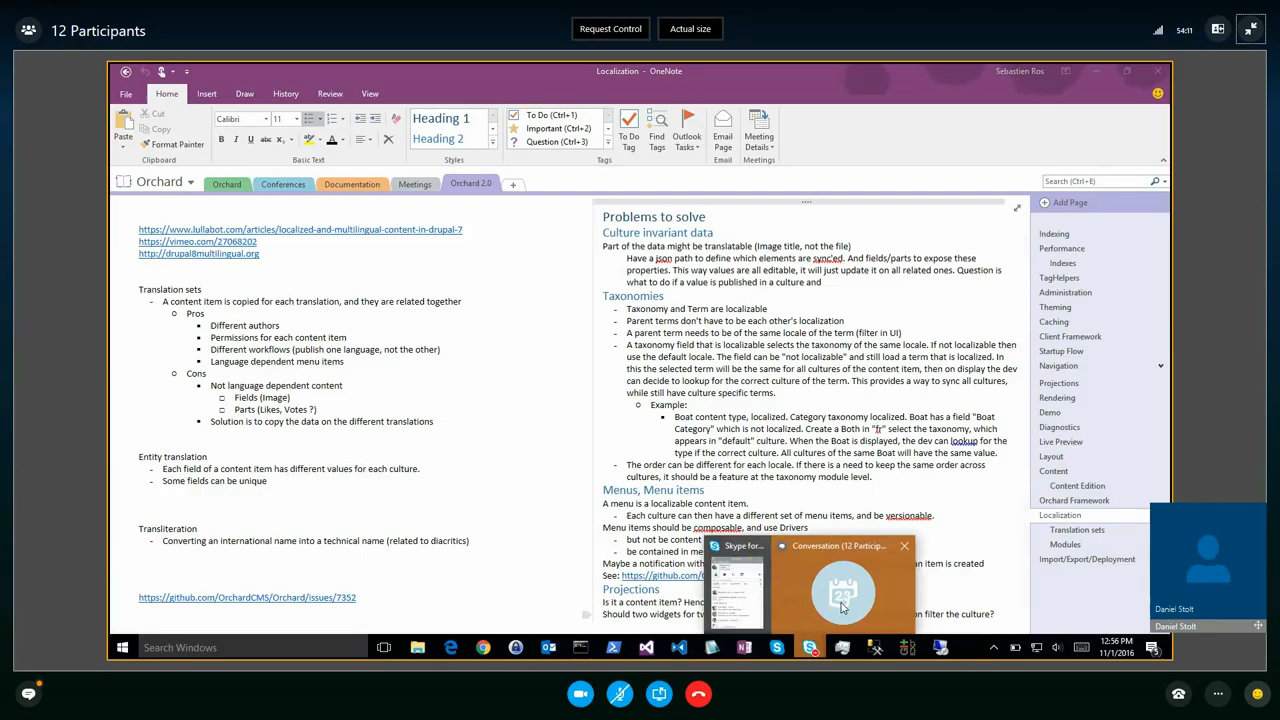 12 Participants
Request Control
Actual size
54:11
Localization - OneNote
Sebastien Ros
File
Home
Insert
Draw
History
Review
View
Paste
Cut
Copy
Format Painter
Clipboard
Calibri
11
B I U abc X₂
A
Basic Text
Heading 1
Heading 2
Styles
To Do (Ctrl+1)
Important (Ctrl+2)
? Question (Ctrl+3)
To Do Tag
Find Tags
Outlook Tasks
Tags
Email Page
Email
Meeting Details
Meetings
Orchard
Orchard
Conferences
Documentation
Meetings
Orchard 2.0
Search (Ctrl+E)
https://www.lullabot.com/articles/localized-and-multilingual-content-in-drupal-7
https://vimeo.com/27068202
http://drupal8multilingual.org
Translation sets
- A content item is copied for each translation, and they are related together
Pros
Different authors
Permissions for each content item
Different workflows (publish one language, not the other)
Language dependent menu items
Cons
Not language dependent content
Fields (Image)
Parts (Likes, Votes ?)
Solution is to copy the data on the different translations
Entity translation
- Each field of a content item has different values for each culture.
- Some fields can be unique
Transliteration
- Converting an international name into a technical name (related to diacritics)
https://github.com/OrchardCMS/Orchard/issues/7352
Problems to solve
Culture invariant data
Part of the data might be translatable (Image title, not the file)
Have a json path to define which elements are sync'ed. And fields/parts to expose these
properties. This way values are all editable, it will just update it on all related ones. Question is
what to do if a value is published in a culture and
Taxonomies
- Taxonomy and Term are localizable
- Parent terms don't have to be each other's localization
- A parent term needs to be of the same locale of the term (filter in UI)
- A taxonomy field that is localizable selects the taxonomy of the same locale. If not localizable then
use the default locale. The field can be "not localizable" and still load a term that is localized. In
this the selected term will be the same for all cultures of the content item, then on display the dev
can decide to lookup for the correct culture of the term. This provides a way to sync all cultures,
while still have culture specific terms.
Example:
Boat content type, localized. Category taxonomy localized. Boat has a field "Boat
Category" which is not localized. Create a Both in "fr" select the taxonomy, which
appears in "default" culture. When the Boat is displayed, the dev can lookup for the
type if the correct culture. All cultures of the same Boat will have the same value.
- The order can be different for each locale. If there is a need to keep the same order across
cultures, it should be a feature at the taxonomy module level.
Menus, Menu items
A menu is a localizable content item.
- Each culture can then have a different set of menu items, and be versionable.
Menu items should be composable, and use Drivers
- but not be content
- be contained in me
Maybe a notification with
an item is created
See: https://github.com/O
Projections
Is it a content item? Henc
Should two widgets for tw
on filter the culture?
Add Page
Indexing
Performance
Indexes
TagHelpers
Administration
Theming
Caching
Client Framework
Startup Flow
Navigation
Projections
Rendering
Demo
Diagnostics
Live Preview
Layout
Content
Content Edition
Orchard Framework
Localization
Translation sets
Modules
Import/Export/Deployment
Skype for...
Conversation (12 Particip...
23
Daniel Stolt
Daniel Stolt
Search Windows
12:56 PM
11/1/2016
3